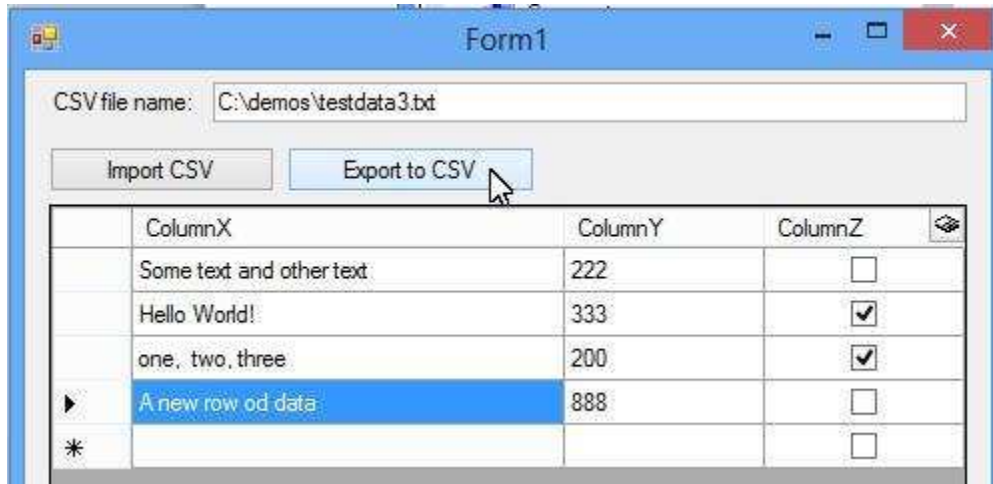 Form1
CSV file name: C:\demos\testdata3.txt
Import CSV Export to CSV
ColumnX ColumnY ColumnZ
Some text and other text 222
Hello World! 333
one, two, three 200
A new row od data 888